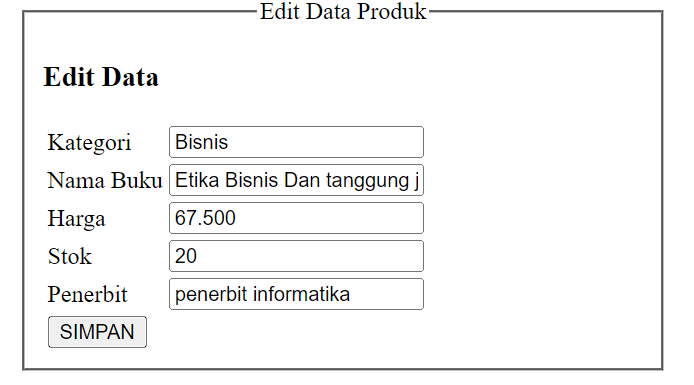 Edit Data Produk
Edit Data
Kategori Bisnis
Nama Buku Etika Bisnis Dan tanggung j
Harga 67.500
Stok 20
Penerbit penerbit informatika
SIMPAN